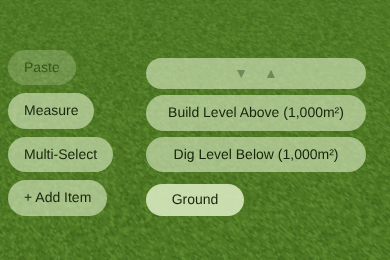 Paste
Measure
Multi-Select
+ Add Item
▼ ▲
Build Level Above (1,000m²)
Dig Level Below (1,000m²)
Ground